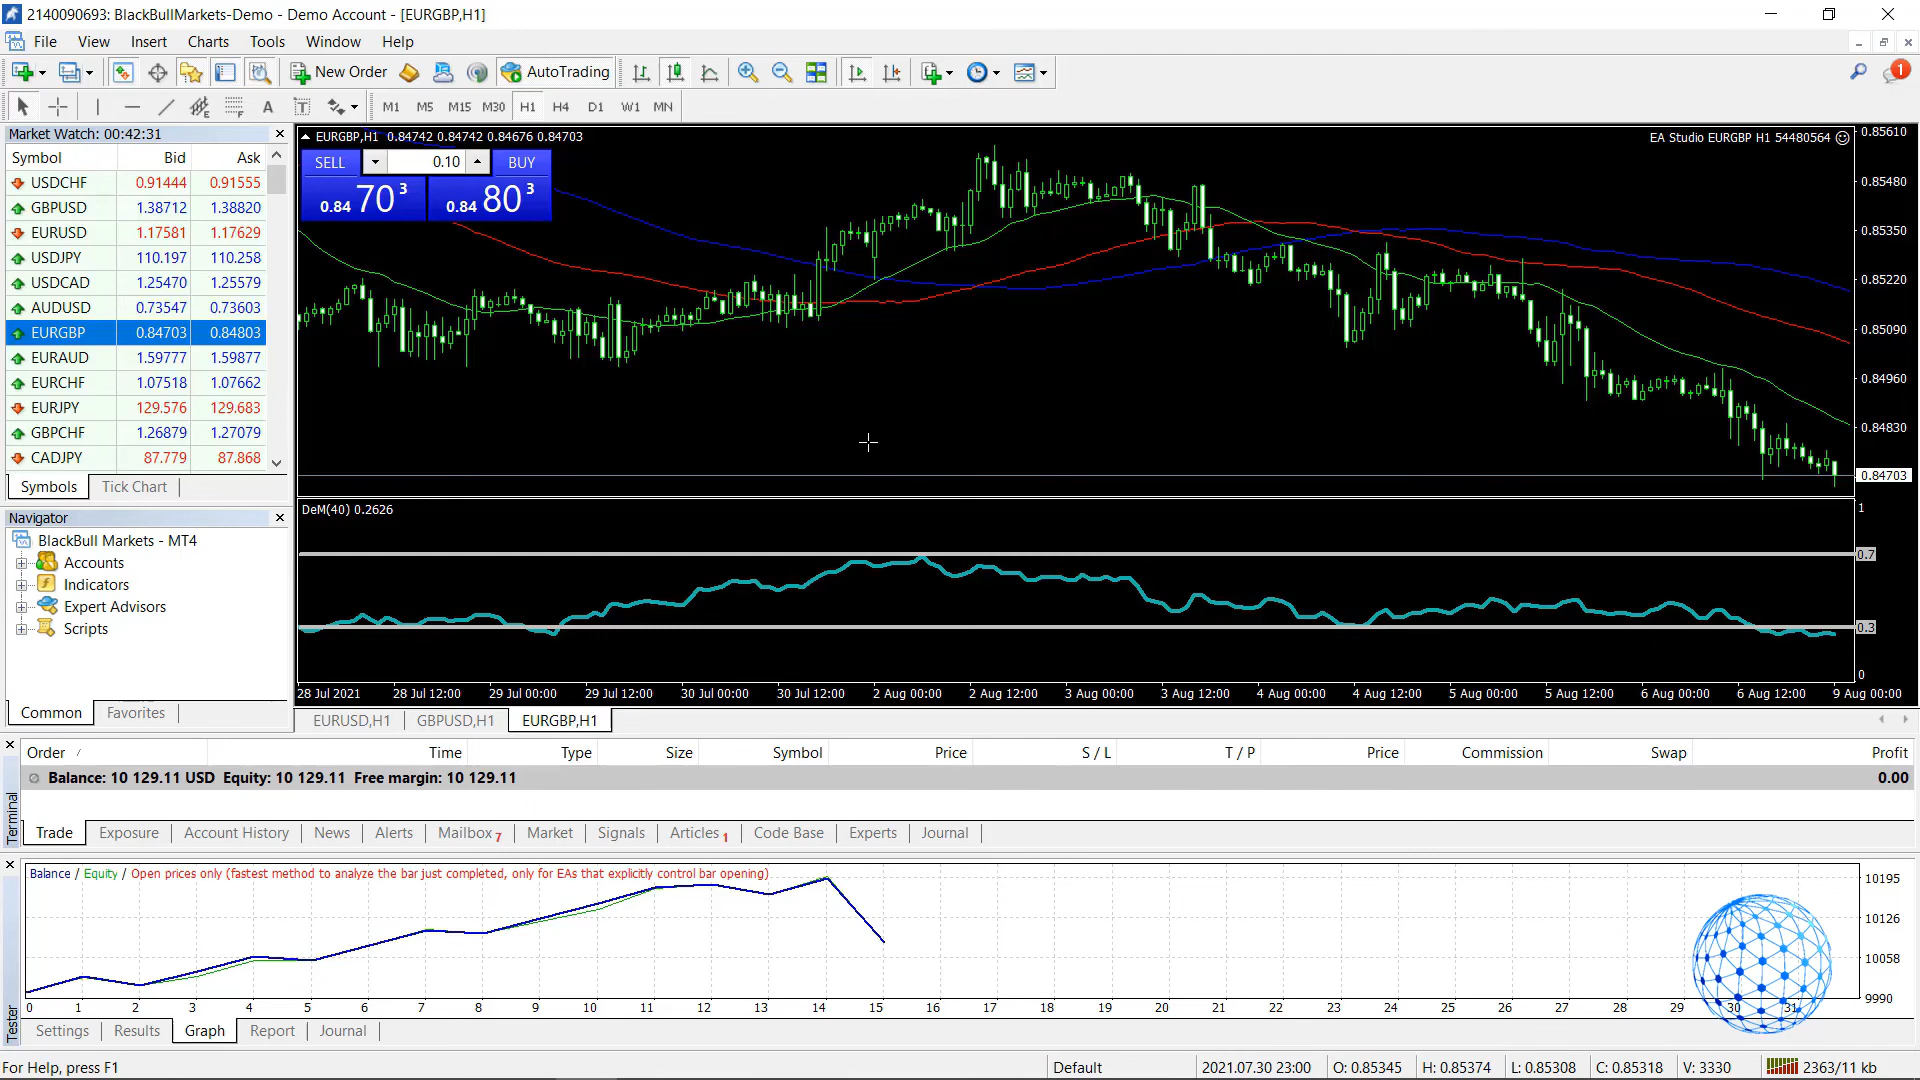 2140090693: BlackBullMarkets-Demo - Demo Account - [EURGBP,H1]
File View Insert Charts Tools Window Help
New Order AutoTrading 1
A T M1 M5 M15 M30 H1 H4 D1 W1 MN
Market Watch: 00:42:31
Symbol Bid Ask
USDCHF 0.91444 0.91555
GBPUSD 1.38712 1.38820
EURUSD 1.17581 1.17629
USDJPY 110.197 110.258
USDCAD 1.25470 1.25579
AUDUSD 0.73547 0.73603
EURGBP 0.84703 0.84803
EURAUD 1.59777 1.59877
EURCHF 1.07518 1.07662
EURJPY 129.576 129.683
GBPCHF 1.26879 1.27079
CADJPY 87.779 87.868
Symbols Tick Chart
Navigator
BlackBull Markets - MT4
Accounts
Indicators
Expert Advisors
Scripts
Common Favorites
EURGBP,H1 0.84742 0.84742 0.84676 0.84703
EA Studio EURGBP H1 54480564
SELL 0.10 BUY
0.84 70 3 0.84 80 3
0.85610
0.85480
0.85350
0.85220
0.85090
0.84960
0.84830
0.84703
DeM(40) 0.2626
1
0.7
0.3
0
28 Jul 2021 28 Jul 12:00 29 Jul 00:00 29 Jul 12:00 30 Jul 00:00 30 Jul 12:00 2 Aug 00:00 2 Aug 12:00 3 Aug 00:00 3 Aug 12:00 4 Aug 00:00 4 Aug 12:00 5 Aug 00:00 5 Aug 12:00 6 Aug 00:00 6 Aug 12:00 9 Aug 00:00
EURUSD,H1 GBPUSD,H1 EURGBP,H1
Order / Time Type Size Symbol Price S / L T / P Price Commission Swap Profit
Balance: 10 129.11 USD Equity: 10 129.11 Free margin: 10 129.11 0.00
Terminal
Trade Exposure Account History News Alerts Mailbox 7 Market Signals Articles 1 Code Base Experts Journal
Balance / Equity / Open prices only (fastest method to analyze the bar just completed, only for EAs that explicitly control bar opening)
10195
10126
10058
9990
0 1 2 3 4 5 6 7 8 9 10 11 12 13 14 15 16 17 18 19 20 21 22 23 24 25 26 27 28 29 30 31
Tester
Settings Results Graph Report Journal
For Help, press F1 Default 2021.07.30 23:00 O: 0.85345 H: 0.85374 L: 0.85308 C: 0.85318 V: 3330 2363/11 kb